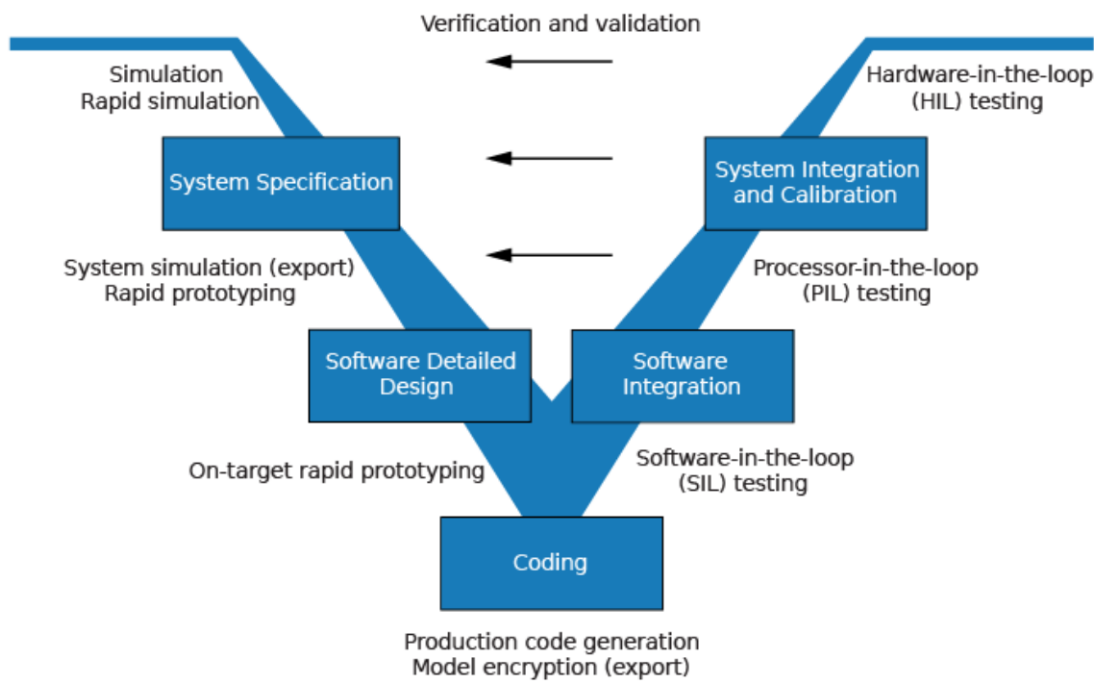 Verification and validation
Simulation
Rapid simulation
Hardware-in-the-loop
(HIL) testing
System Specification
System Integration
and Calibration
System simulation (export)
Rapid prototyping
Processor-in-the-loop
(PIL) testing
Software Detailed
Design
Software
Integration
On-target rapid prototyping
Software-in-the-loop
(SIL) testing
Coding
Production code generation
Model encryption (export)